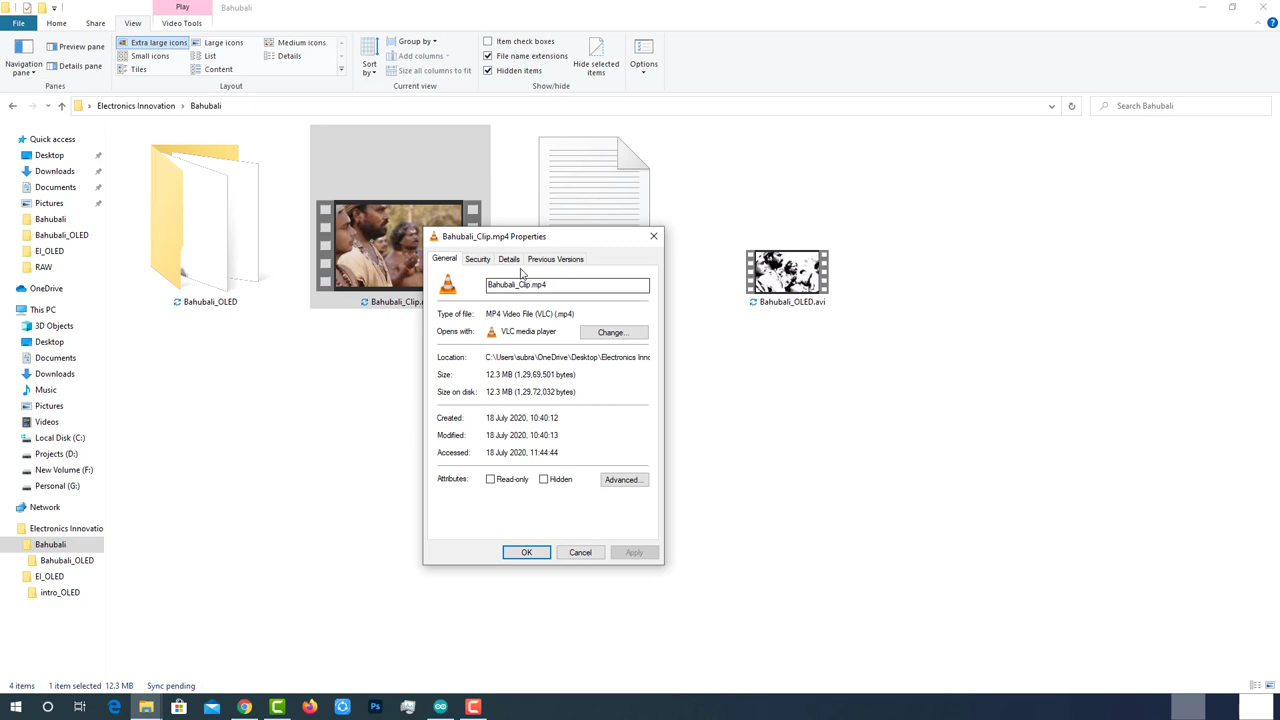 Play
Bahubali
File
Home
Share
View
Video Tools
Navigation pane
Preview pane
Details pane
Panes
Extra large icons
Large icons
Medium icons
Small icons
List
Details
Tiles
Content
Layout
Sort by
Group by
Add columns
Size all columns to fit
Current view
Item check boxes
File name extensions
Hidden items
Hide selected items
Show/hide
Options
Electronics Innovation > Bahubali
Search Bahubali
Quick access
Desktop
Downloads
Documents
Pictures
Bahubali
Bahubali_OLED
EI_OLED
RAW
OneDrive
This PC
3D Objects
Desktop
Documents
Downloads
Music
Pictures
Videos
Local Disk (C:)
Projects (D:)
New Volume (F:)
Personal (G:)
Network
Electronics Innovatio
Bahubali
Bahubali_OLED
EI_OLED
intro_OLED
Bahubali_OLED
Bahubali_Clip.m
Bahubali_OLED.avi
Bahubali_Clip.mp4 Properties
General
Security
Details
Previous Versions
Bahubali_Clip.mp4
Type of file: MP4 Video File (VLC) (.mp4)
Opens with: VLC media player
Change...
Location: C:\Users\subra\OneDrive\Desktop\Electronics Inno
Size: 12.3 MB (1,29,69,501 bytes)
Size on disk: 12.3 MB (1,29,72,032 bytes)
Created: 18 July 2020, 10:40:12
Modified: 18 July 2020, 10:40:13
Accessed: 18 July 2020, 11:44:44
Attributes: Read-only Hidden Advanced...
OK
Cancel
Apply
4 items 1 item selected 12.3 MB Sync pending